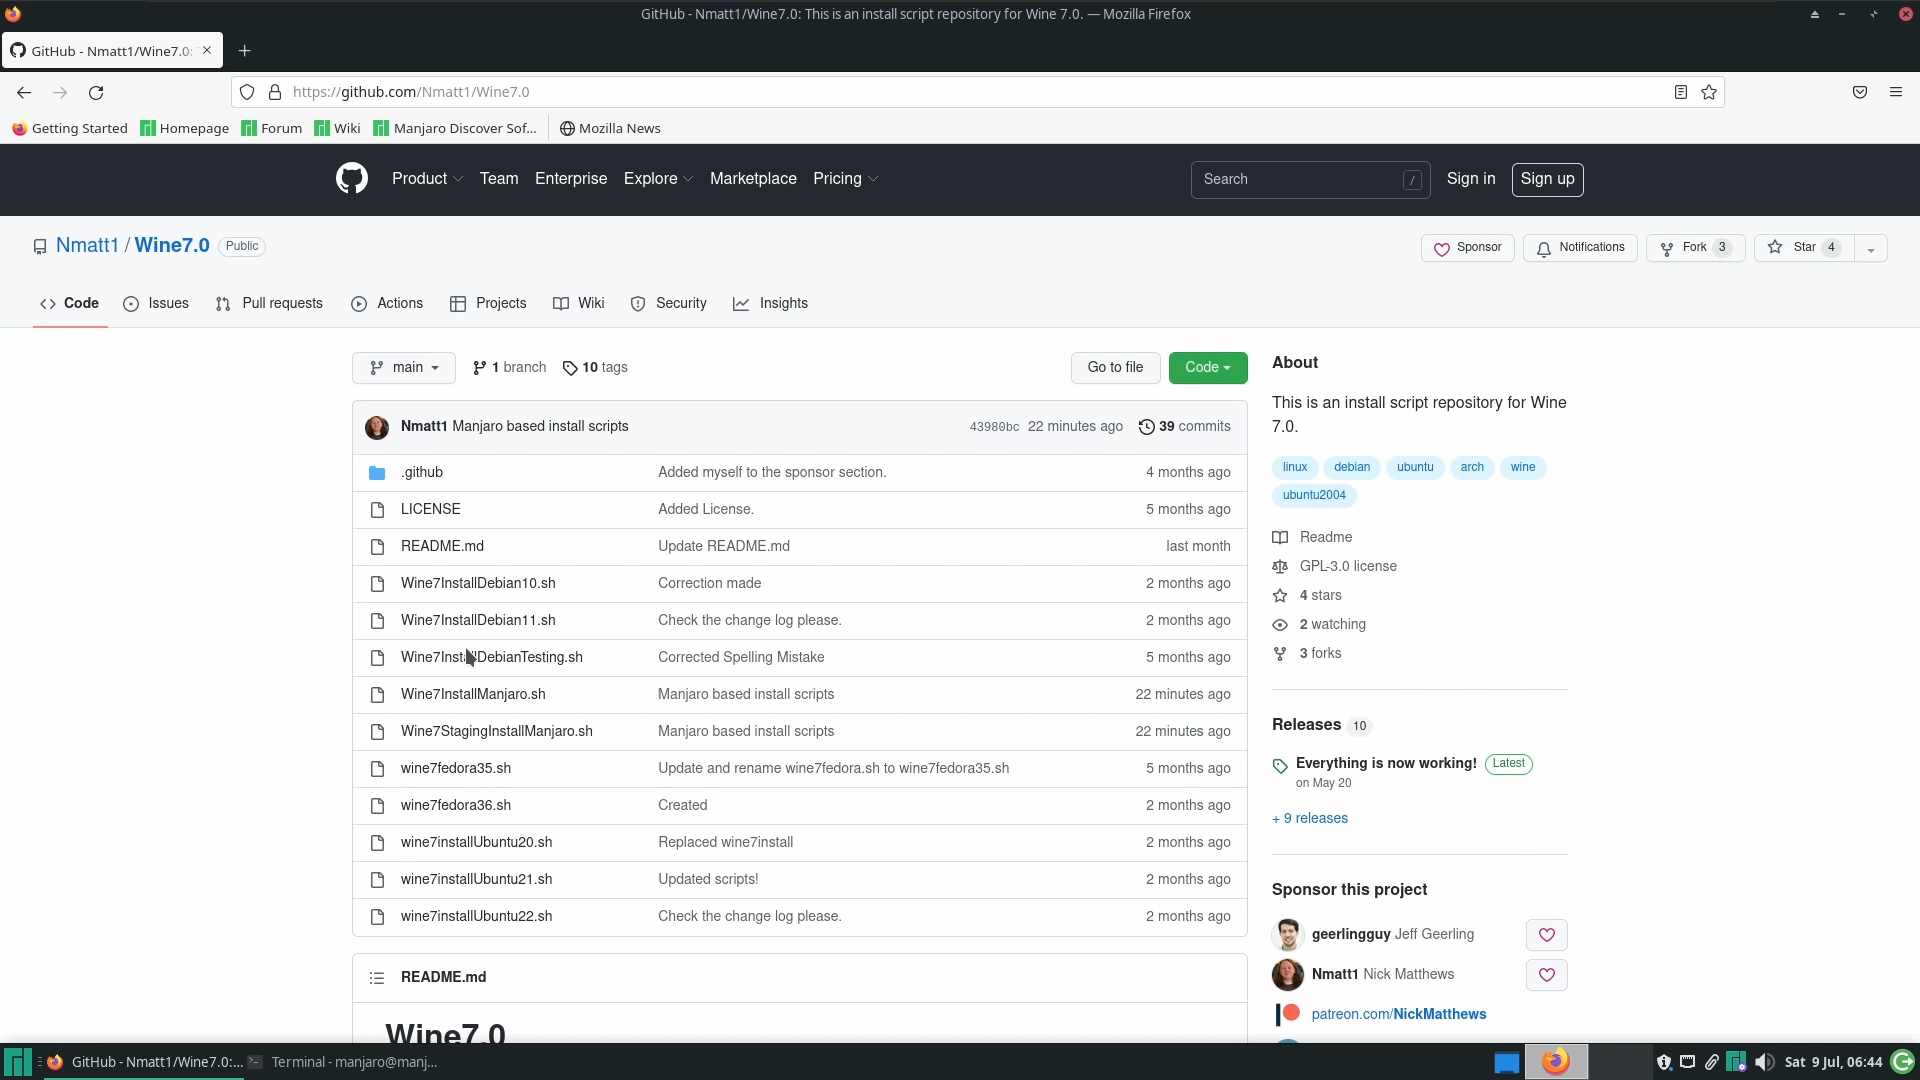 GitHub - Nmatt1/Wine7.0: This is an install script repository for Wine 7.0. — Mozilla Firefox
GitHub - Nmatt1/Wine7.0:
https://github.com/Nmatt1/Wine7.0
Getting Started Homepage Forum Wiki Manjaro Discover Sof... Mozilla News
Product Team Enterprise Explore Marketplace Pricing Search / Sign in Sign up
Nmatt1 / Wine7.0 Public Sponsor Notifications Fork 3 Star 4
Code Issues Pull requests Actions Projects Wiki Security Insights
main 1 branch 10 tags Go to file Code
Nmatt1 Manjaro based install scripts 43980bc 22 minutes ago 39 commits
.github Added myself to the sponsor section. 4 months ago
LICENSE Added License. 5 months ago
README.md Update README.md last month
Wine7InstallDebian10.sh Correction made 2 months ago
Wine7InstallDebian11.sh Check the change log please. 2 months ago
Wine7InstallDebianTesting.sh Corrected Spelling Mistake 5 months ago
Wine7InstallManjaro.sh Manjaro based install scripts 22 minutes ago
Wine7StagingInstallManjaro.sh Manjaro based install scripts 22 minutes ago
wine7fedora35.sh Update and rename wine7fedora.sh to wine7fedora35.sh 5 months ago
wine7fedora36.sh Created 2 months ago
wine7installUbuntu20.sh Replaced wine7install 2 months ago
wine7installUbuntu21.sh Updated scripts! 2 months ago
wine7installUbuntu22.sh Check the change log please. 2 months ago
README.md
Wine7.0
About
This is an install script repository for Wine
7.0.
linux debian ubuntu arch wine
ubuntu2004
Readme
GPL-3.0 license
4 stars
2 watching
3 forks
Releases 10
Everything is now working! Latest
on May 20
+ 9 releases
Sponsor this project
geerlingguy Jeff Geerling
Nmatt1 Nick Matthews
patreon.com/NickMatthews
GitHub - Nmatt1/Wine7.0:... Terminal - manjaro@manj... Sat 9 Jul, 06:44